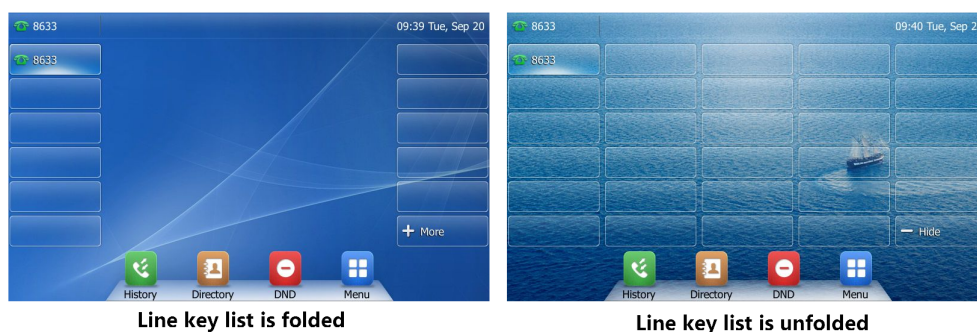 8633
09:39 Tue, Sep 20
8633
More
History Directory DND Menu
Line key list is folded
8633
09:40 Tue, Sep 2
8633
Hide
History Directory DND Menu
Line key list is unfolded